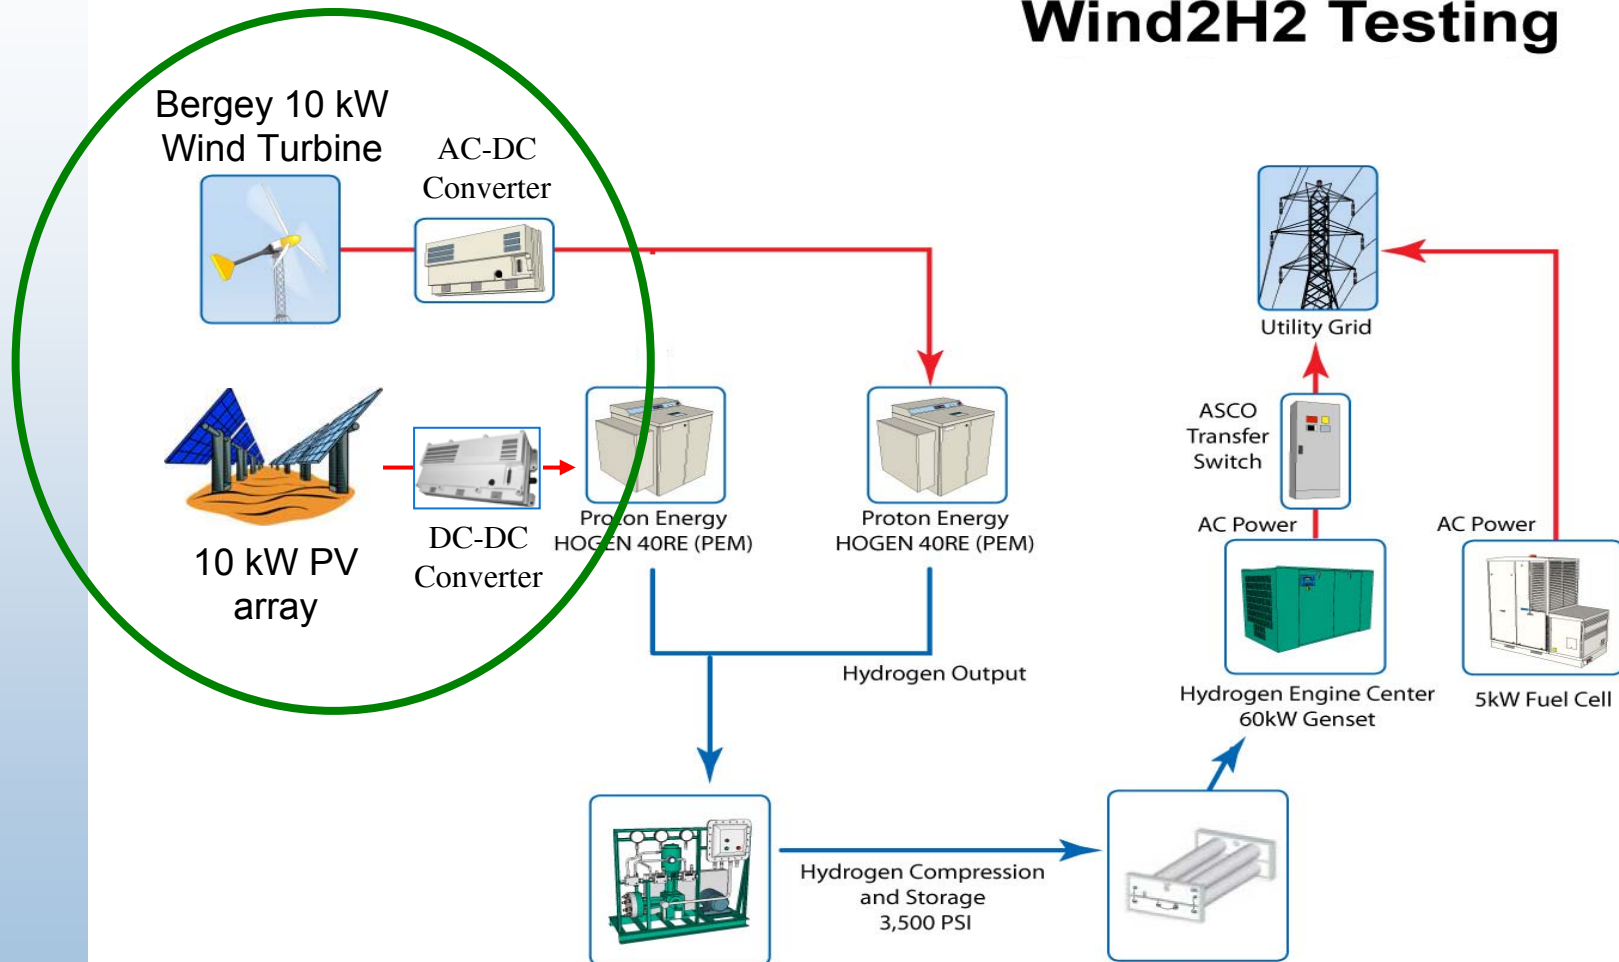 Wind2H2 Testing
Bergey 10 kW
Wind Turbine
AC-DC
Converter
Utility Grid
ASCO
Transfer
Switch
10 kW PV
array
DC-DC
Converter
Proton Energy
HOGEN 40RE (PEM)
Proton Energy
HOGEN 40RE (PEM)
AC Power
AC Power
Hydrogen Output
Hydrogen Engine Center
60kW Genset
5kW Fuel Cell
Hydrogen Compression
and Storage
3,500 PSI